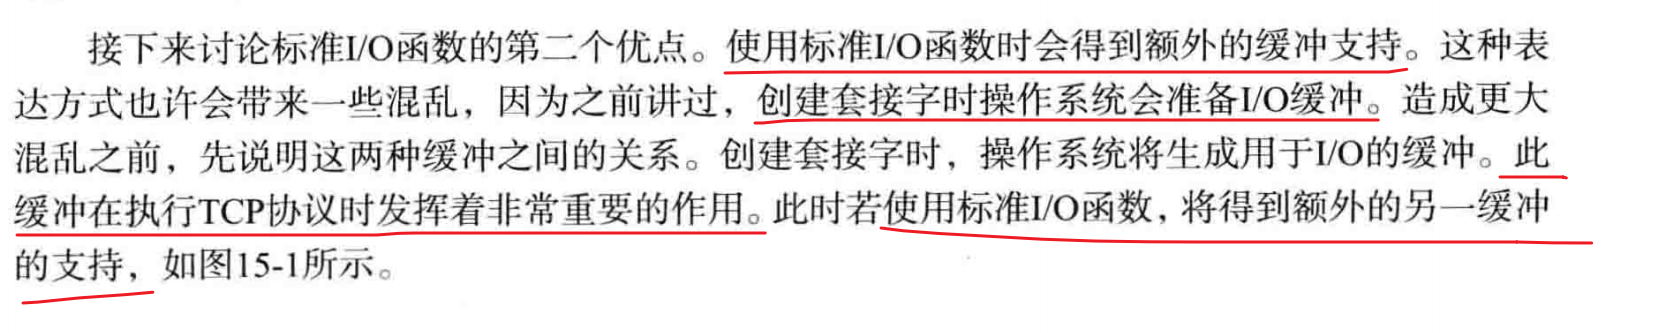 接下来讨论标准I/O函数的第二个优点。使用标准I/O函数时会得到额外的缓冲支持。这种表
达方式也许会带来一些混乱，因为之前讲过，创建套接字时操作系统会准备I/O缓冲。造成更大
混乱之前，先说明这两种缓冲之间的关系。创建套接字时，操作系统将生成用于I/O的缓冲。此
缓冲在执行TCP协议时发挥着非常重要的作用。此时若使用标准I/O函数，将得到额外的另一缓冲
的支持，如图15-1所示。